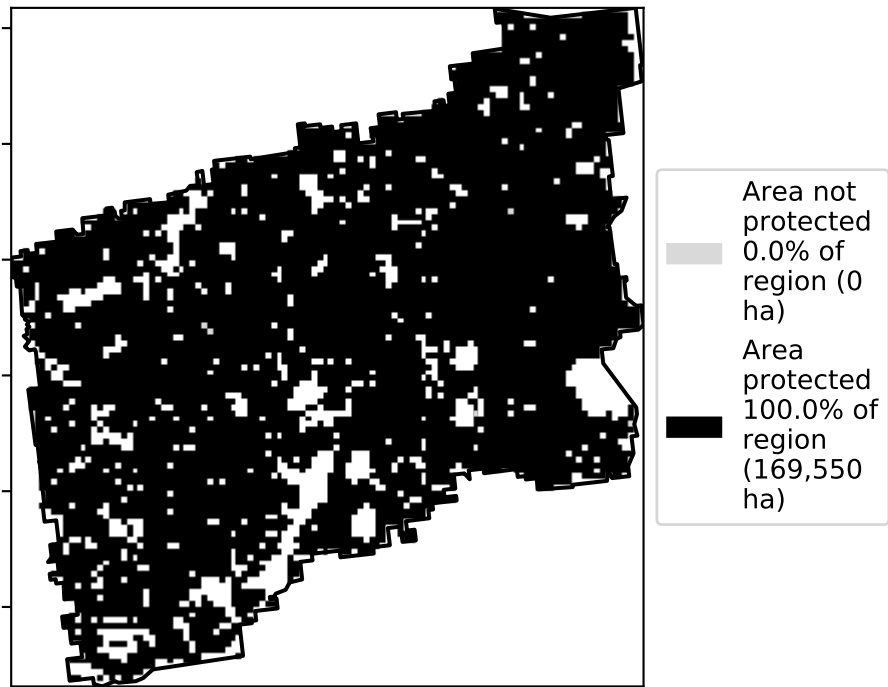 Area not
protected
0.0% of
region (0
ha)
Area
protected
100.0% of
region
(169,550
ha)